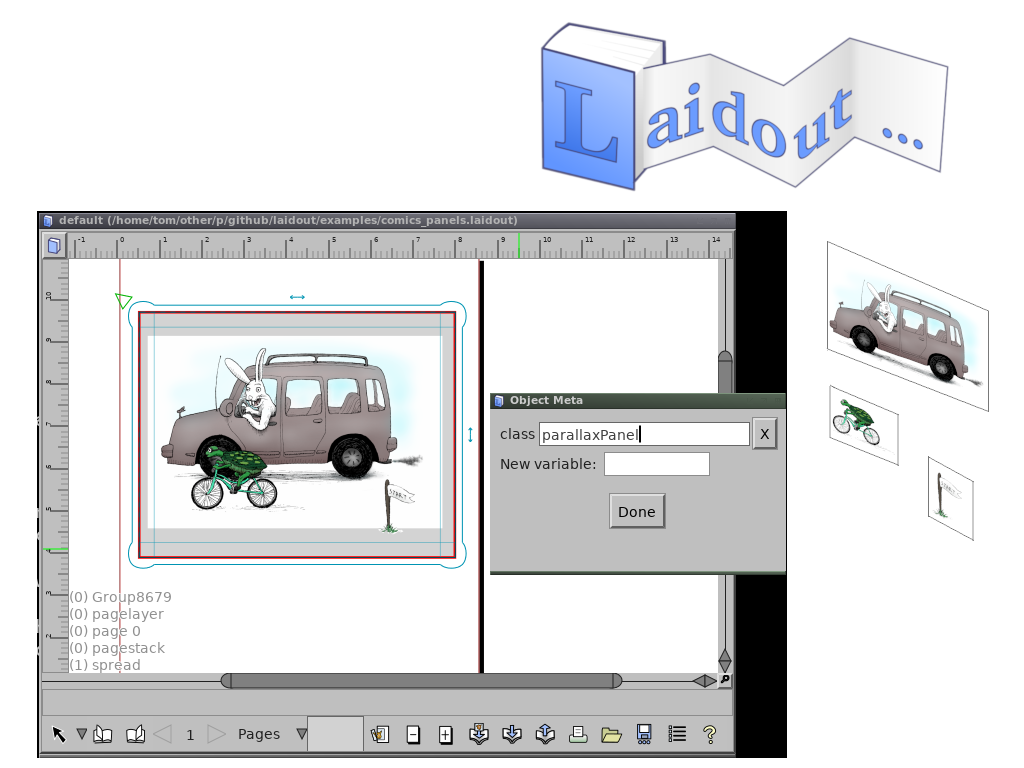 Laidout ...
default (/home/tom/other/p/github/laidout/examples/comics_panels.laidout)
-1 0 1 2 3 4 5 6 7 8 9 10 11 12 13 14
10
9
8
7
6
5
4
3
2
START
Object Meta
class parallaxPanel X
New variable:
Done
(0) Group8679
(0) pagelayer
(0) page 0
(0) pagestack
(1) spread
1 Pages ?